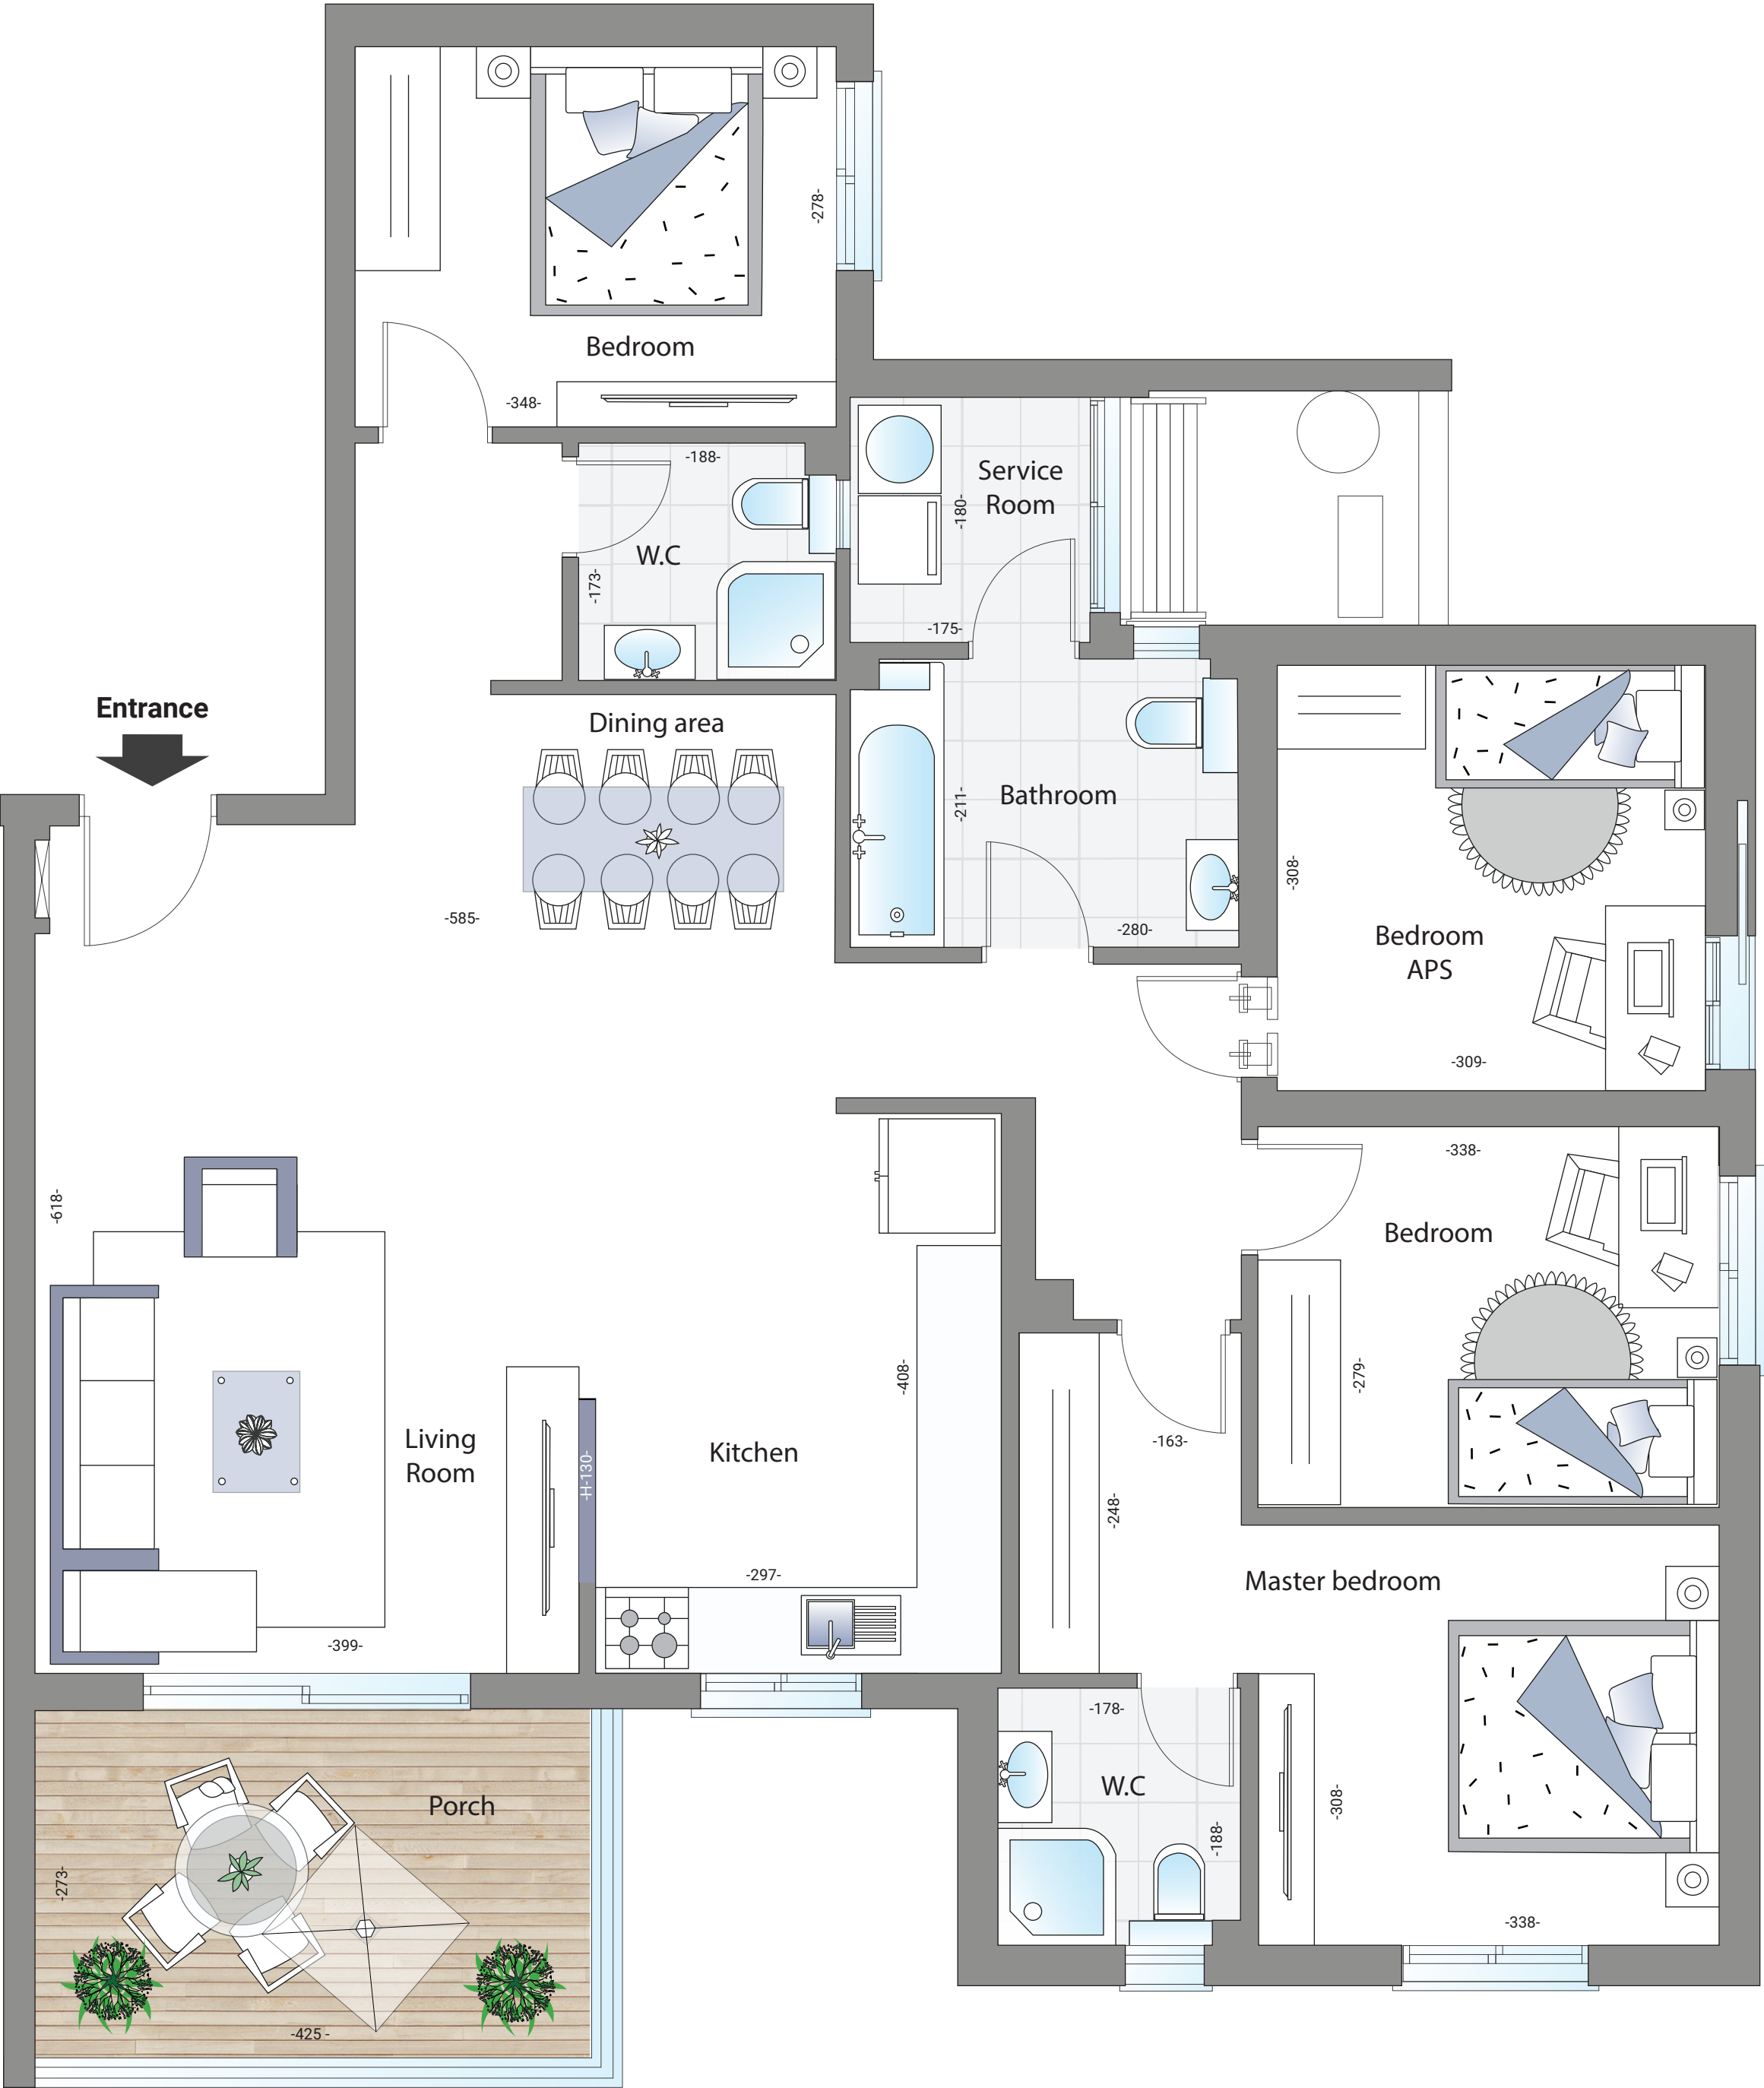 -278-
Bedroom
-348-
-188-
Service
Room
-180-
W.C
-173-
-175-
Entrance
Dining area
-211-
Bathroom
-308-
-585-
-280-
Bedroom
APS
-309-
-338-
-618-
Bedroom
-408-
-279-
Living
Room
-H-130-
Kitchen
-163-
-248-
-297-
Master bedroom
-399-
-178-
W.C
-308-
Porch
-188-
-273-
-338-
-425 -